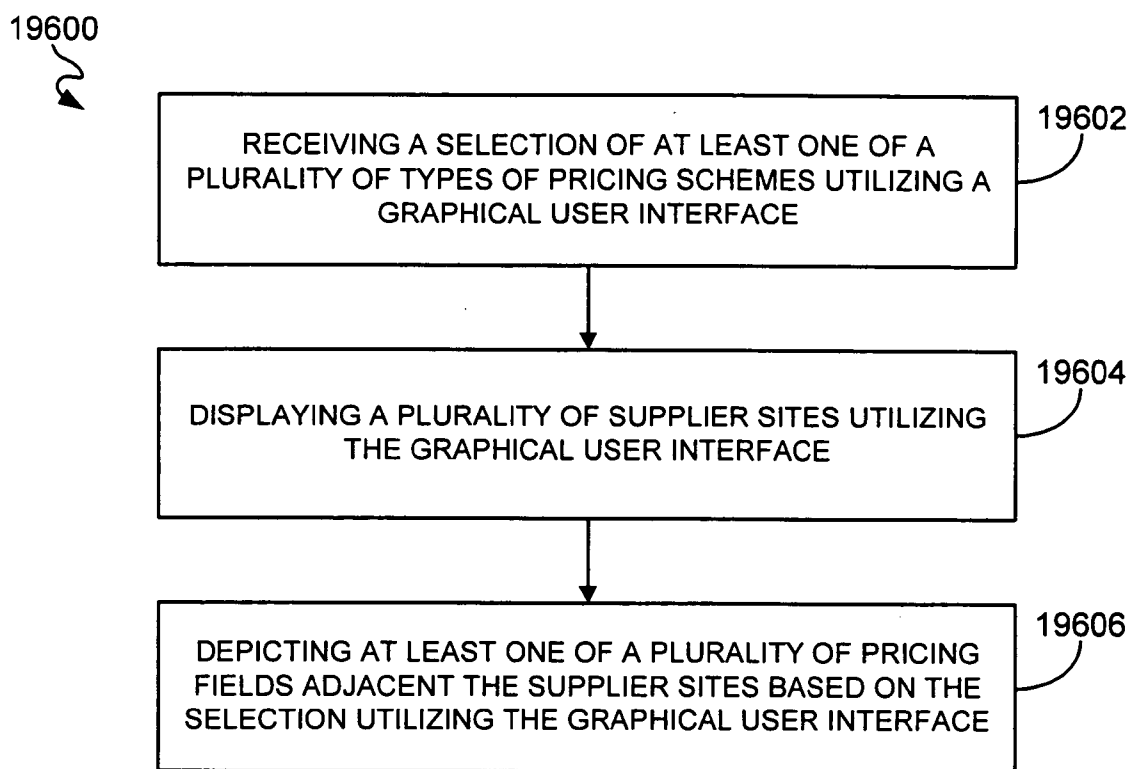 19600
19602
RECEIVING A SELECTION OF AT LEAST ONE OF A
PLURALITY OF TYPES OF PRICING SCHEMES UTILIZING A
GRAPHICAL USER INTERFACE
19604
DISPLAYING A PLURALITY OF SUPPLIER SITES UTILIZING
THE GRAPHICAL USER INTERFACE
19606
DEPICTING AT LEAST ONE OF A PLURALITY OF PRICING
FIELDS ADJACENT THE SUPPLIER SITES BASED ON THE
SELECTION UTILIZING THE GRAPHICAL USER INTERFACE